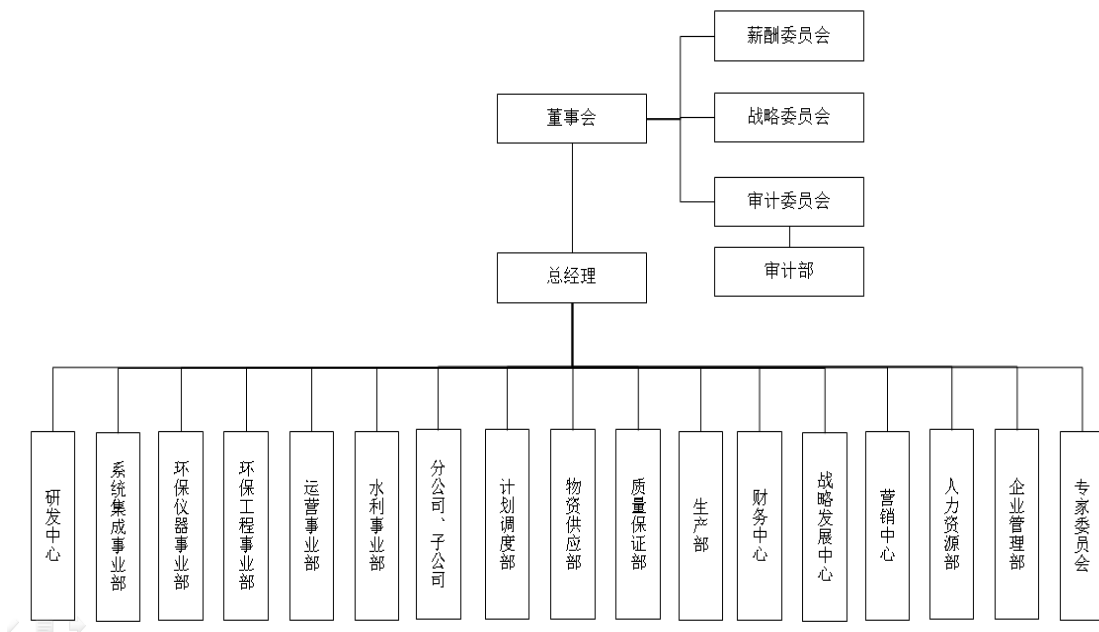 薪酬委员会
董事会
战略委员会
审计委员会
总经理
审计部
研发中心
系统集成事业部
环保仪器事业部
环保工程事业部
运营事业部
水利事业部
分公司、子公司
计划调度部
物资供应部
质量保证部
生产部
财务中心
战略发展中心
营销中心
人力资源部
企业管理部
专家委员会